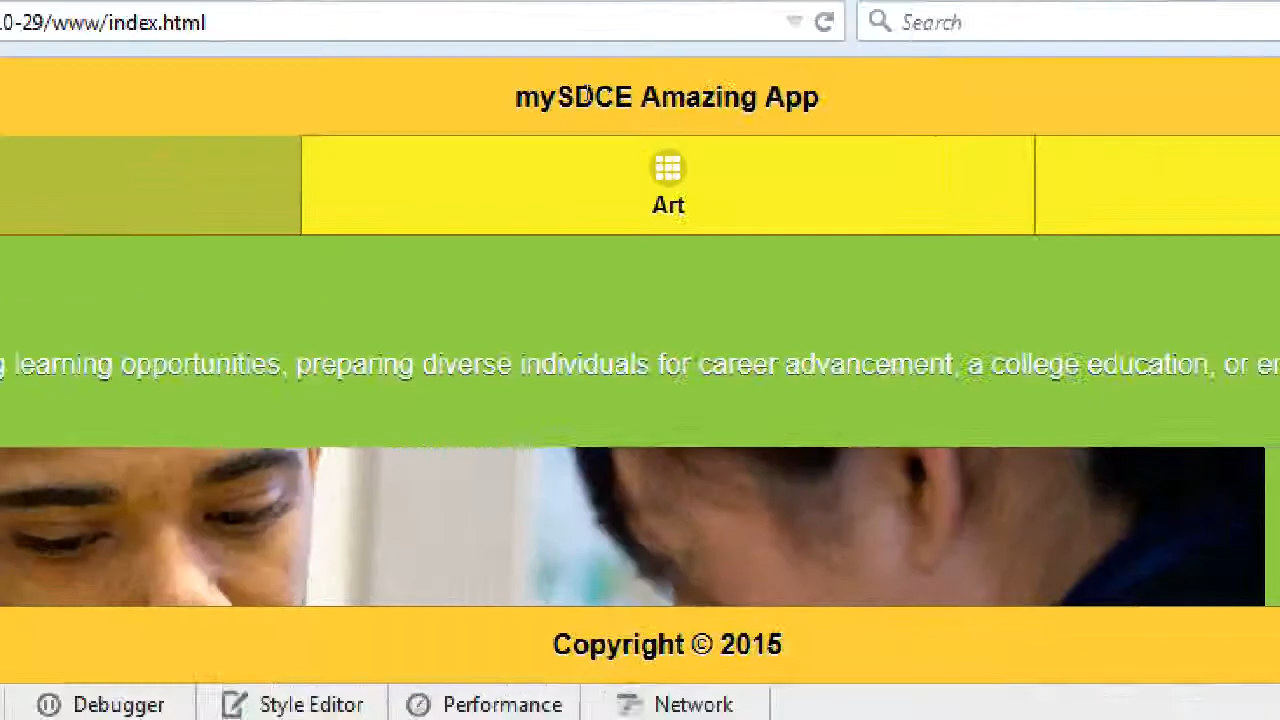 .0-29/www/index.html
Search
mySDCE Amazing App
Art
learning opportunities, preparing diverse individuals for career advancement, a college education, or
Copyright © 2015
Debugger
Style Editor
Performance
Network